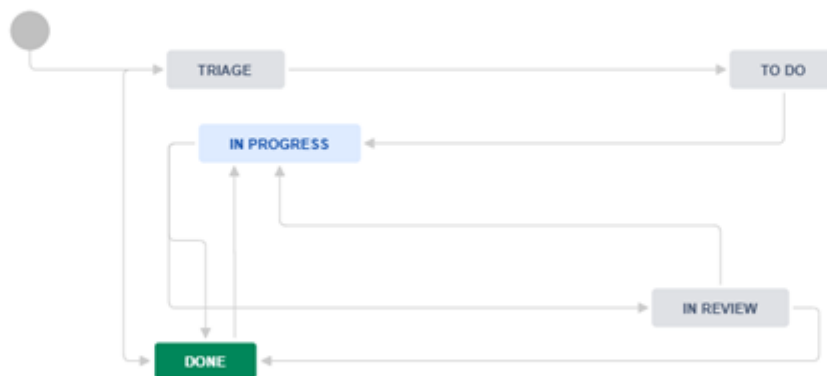 TRIAGE
TO DO
IN PROGRESS
IN REVIEW
DONE